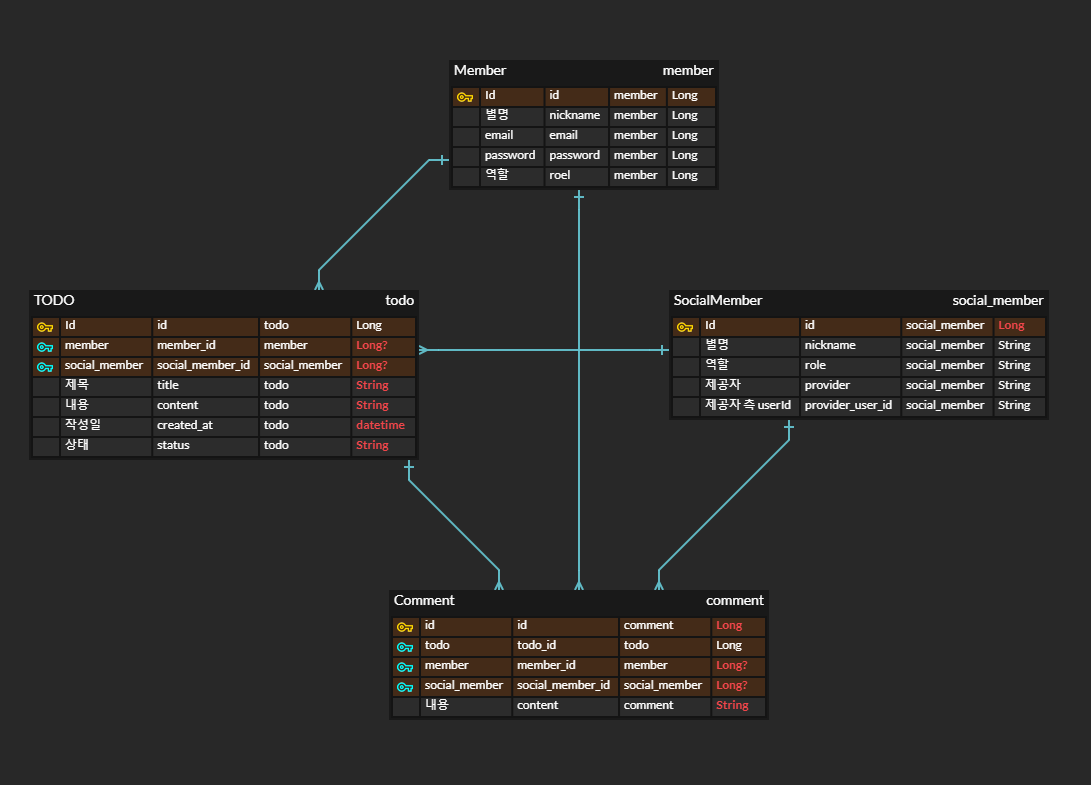 Member member
Id id member Long
별명 nickname member Long
email email member Long
password password member Long
역할 roel member Long
TODO todo
Id id todo Long
member member_id member Long?
social_member social_member_id social_member Long?
제목 title todo String
내용 content todo String
작성일 created_at todo datetime
상태 status todo String
SocialMember social_member
Id id social_member Long
별명 nickname social_member String
역할 role social_member String
제공자 provider social_member String
제공자 측 userId provider_user_id social_member String
Comment comment
id id comment Long
todo todo_id todo Long
member member_id member Long?
social_member social_member_id social_member Long?
내용 content comment String